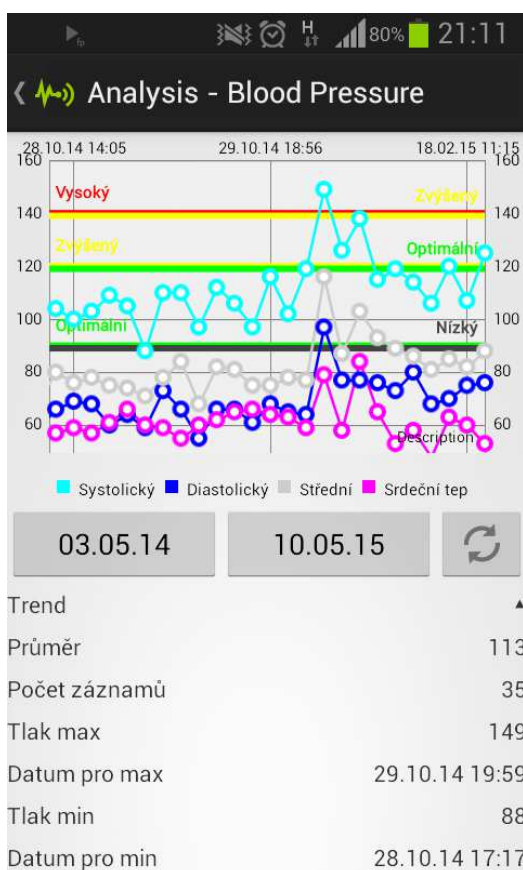 fp H 80% 21:11
Analysis - Blood Pressure
28.10.14 14:05 29.10.14 18:56 18.02.15 11:15
160 160
Vysoký Zvýšený
140 140
Zvýšený Optimální
120 120
100 100
Optimální Nízký
80 80
60 60
Description
Systolický Diastolický Střední Srdeční tep
03.05.14 10.05.15
Trend
Průměr 113
Počet záznamů 35
Tlak max 149
Datum pro max 29.10.14 19:59
Tlak min 88
Datum pro min 28.10.14 17:17